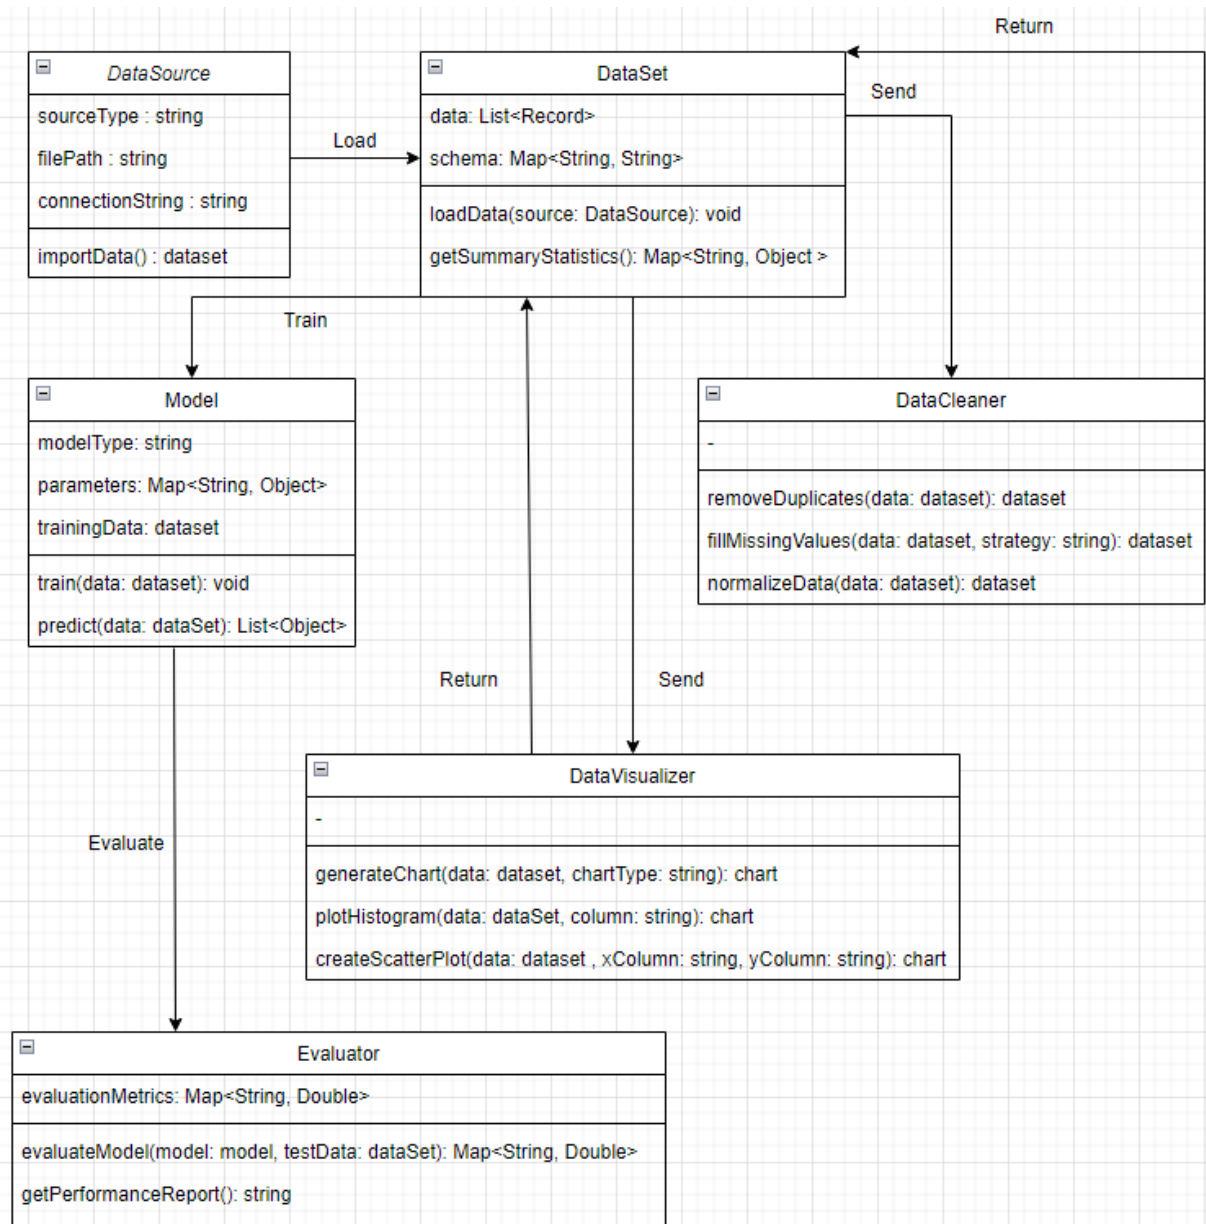 Return
DataSource
sourceType : string
filePath : string
connectionString : string
importData() : dataset
Load
DataSet
data: List<Record>
schema: Map<String, String>
loadData(source: DataSource): void
getSummaryStatistics(): Map<String, Object >
Send
Train
Model
modelType: string
parameters: Map<String, Object>
trainingData: dataset
train(data: dataset): void
predict(data: dataSet): List<Object>
DataCleaner
-
removeDuplicates(data: dataset): dataset
fillMissingValues(data: dataset, strategy: string): dataset
normalizeData(data: dataset): dataset
Return
Send
DataVisualizer
-
generateChart(data: dataset, chartType: string): chart
plotHistogram(data: dataSet, column: string): chart
createScatterPlot(data: dataset , xColumn: string, yColumn: string): chart
Evaluate
Evaluator
evaluationMetrics: Map<String, Double>
evaluateModel(model: model, testData: dataSet): Map<String, Double>
getPerformanceReport(): string